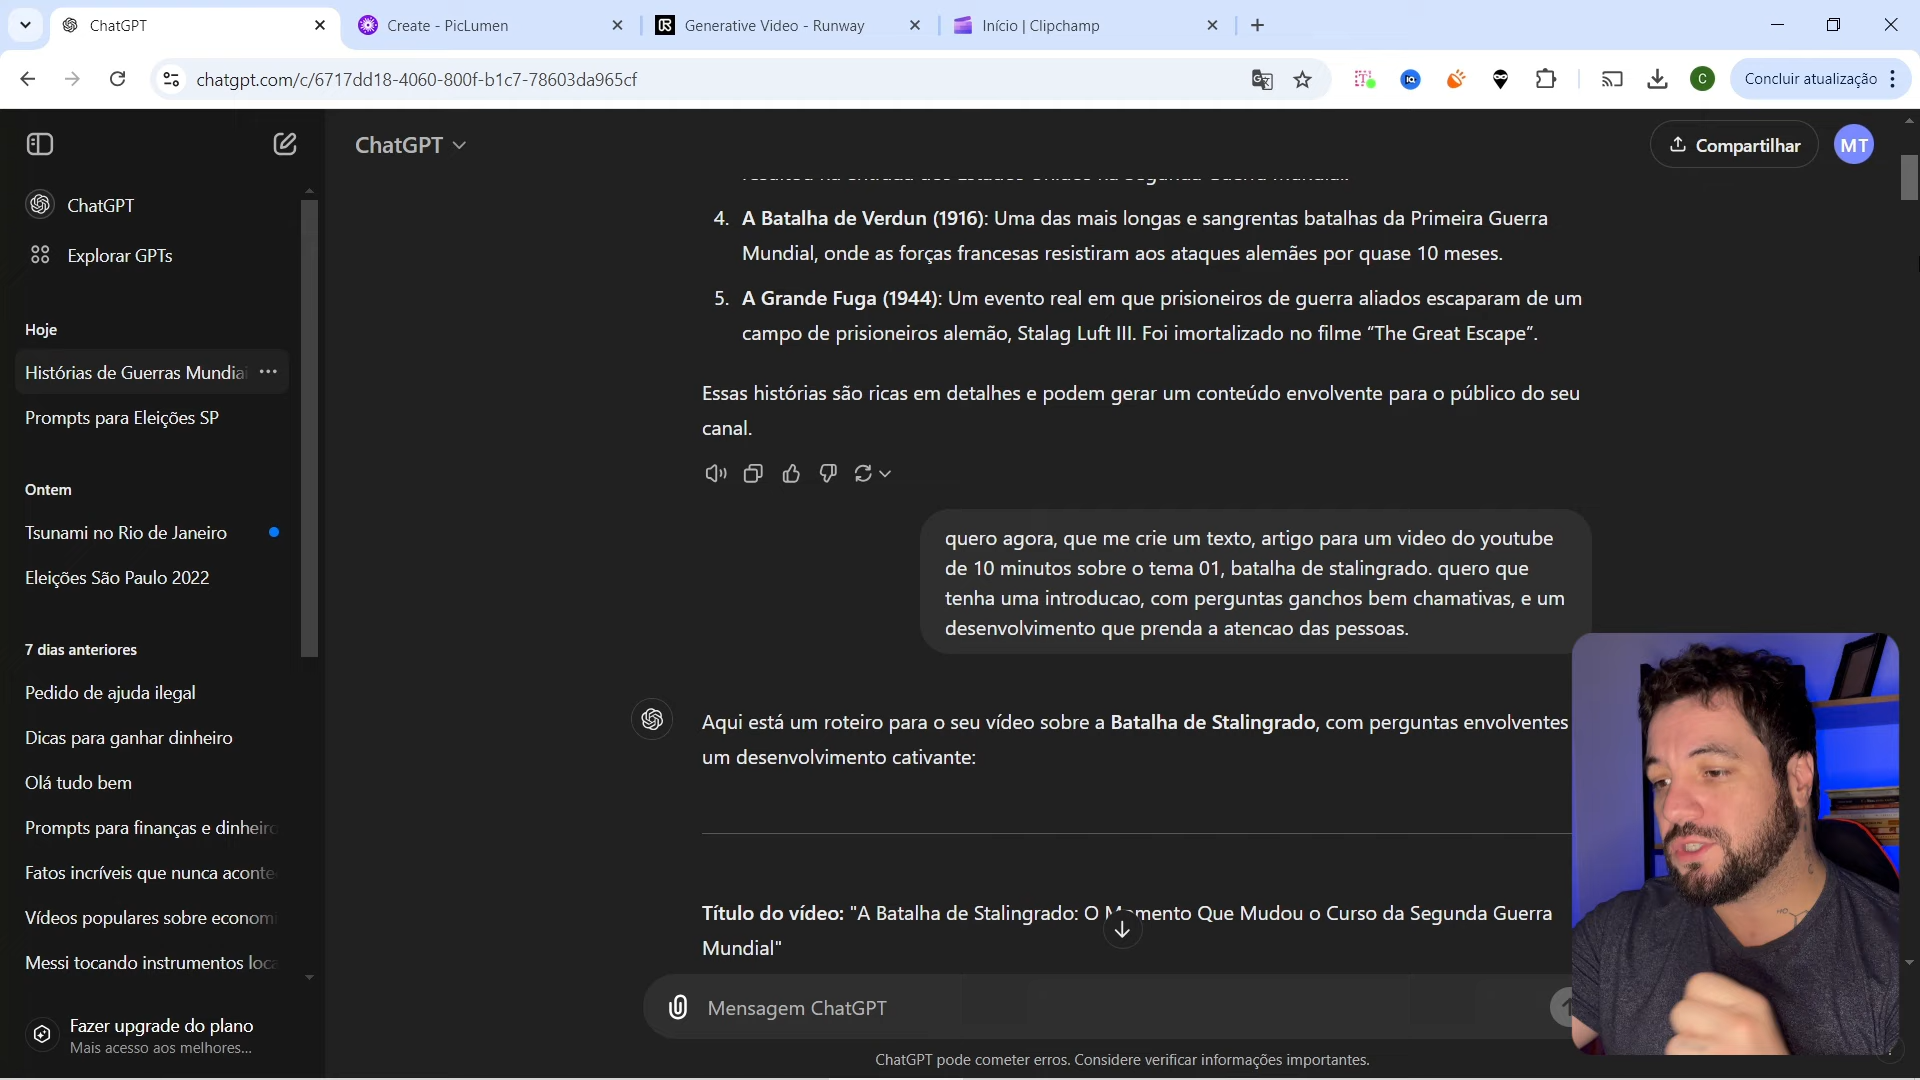 ChatGPT
Create - PicLumen
Generative Video - Runway
Início | Clipchamp
chatgpt.com/c/6717dd18-4060-800f-b1c7-78603da965cf
C
Concluir atualização
ChatGPT
Compartilhar
MT
ChatGPT
Explorar GPTs
Hoje
Histórias de Guerras Mundiai
Prompts para Eleições SP
Ontem
Tsunami no Rio de Janeiro
Eleições São Paulo 2022
7 dias anteriores
Pedido de ajuda ilegal
Dicas para ganhar dinheiro
Olá tudo bem
Prompts para finanças e dinheiro
Fatos incríveis que nunca aconte
Vídeos populares sobre econom
Messi tocando instrumentos loca
Fazer upgrade do plano
Mais acesso aos melhores...
4. A Batalha de Verdun (1916): Uma das mais longas e sangrentas batalhas da Primeira Guerra
Mundial, onde as forças francesas resistiram aos ataques alemães por quase 10 meses.
5. A Grande Fuga (1944): Um evento real em que prisioneiros de guerra aliados escaparam de um
campo de prisioneiros alemão, Stalag Luft III. Foi imortalizado no filme “The Great Escape”.
Essas histórias são ricas em detalhes e podem gerar um conteúdo envolvente para o público do seu
canal.
quero agora, que me crie um texto, artigo para um video do youtube
de 10 minutos sobre o tema 01, batalha de stalingrado. quero que
tenha uma introducao, com perguntas ganchos bem chamativas, e um
desenvolvimento que prenda a atencao das pessoas.
Aqui está um roteiro para o seu vídeo sobre a Batalha de Stalingrado, com perguntas envolventes
um desenvolvimento cativante:
Título do vídeo: "A Batalha de Stalingrado: O Momento Que Mudou o Curso da Segunda Guerra
Mundial"
Mensagem ChatGPT
ChatGPT pode cometer erros. Considere verificar informações importantes.